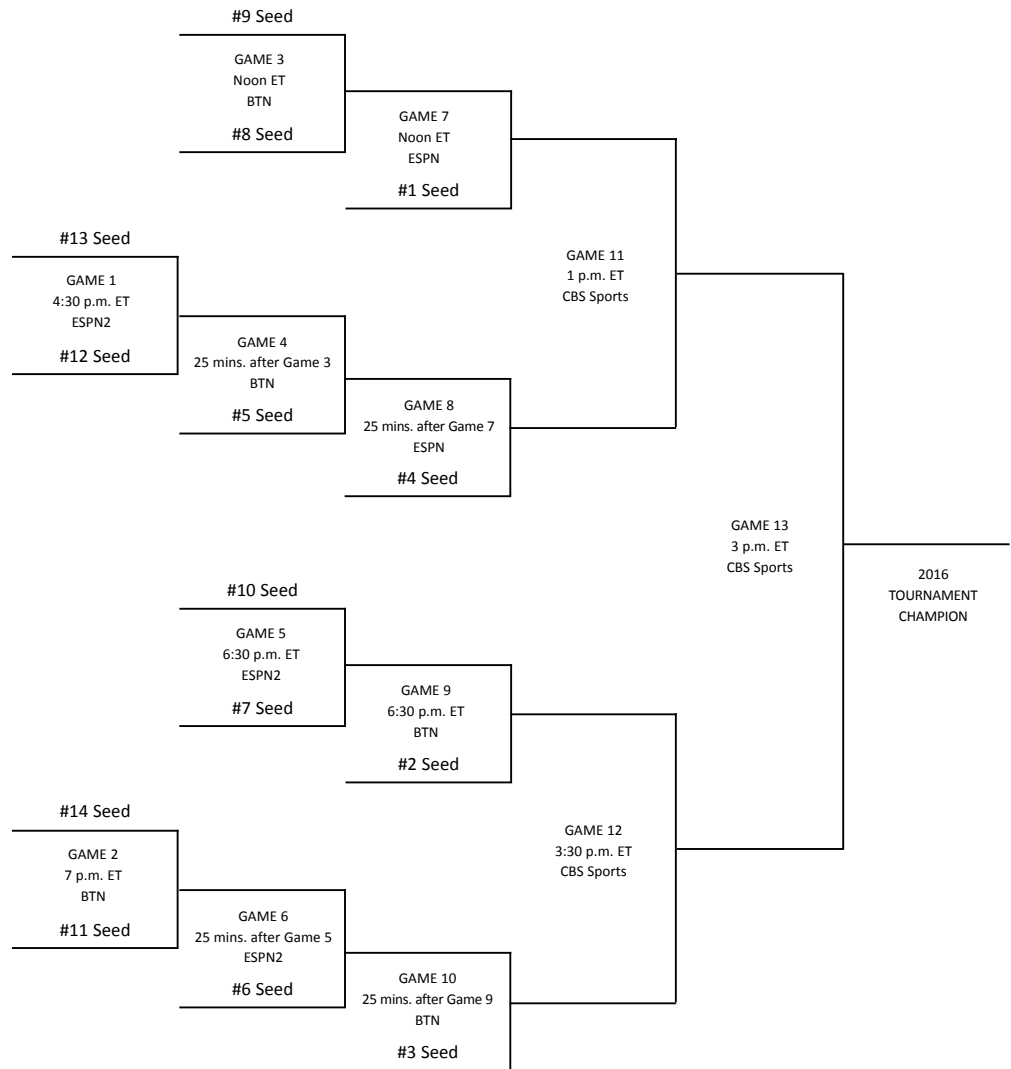 #9 Seed
GAME 3
Noon ET
BTN
#8 Seed
GAME 7
Noon ET
ESPN
#1 Seed
#13 Seed
GAME 1
4:30 p.m. ET
ESPN2
#12 Seed
GAME 4
25 mins. after Game 3
BTN
#5 Seed
GAME 8
25 mins. after Game 7
ESPN
#4 Seed
GAME 11
1 p.m. ET
CBS Sports
#10 Seed
GAME 5
6:30 p.m. ET
ESPN2
#7 Seed
GAME 9
6:30 p.m. ET
BTN
#2 Seed
#14 Seed
GAME 2
7 p.m. ET
BTN
#11 Seed
GAME 6
25 mins. after Game 5
ESPN2
#6 Seed
GAME 10
25 mins. after Game 9
BTN
#3 Seed
GAME 12
3:30 p.m. ET
CBS Sports
GAME 13
3 p.m. ET
CBS Sports
2016
TOURNAMENT
CHAMPION